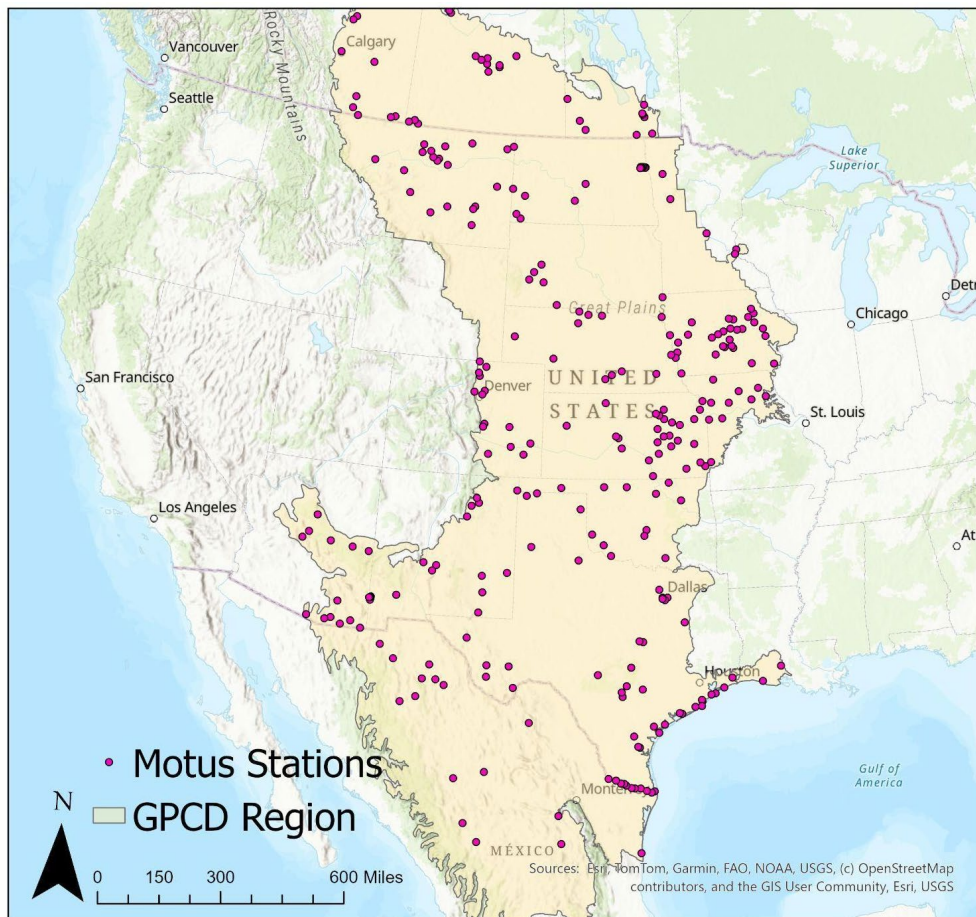 Calgary
Vancouver
Seattle
Rocky Mountains
Lake
Superior
Detr
Great Plains
Chicago
San Francisco
Denver
UNITED
STATES
St. Louis
Los Angeles
At
Dallas
Houston
Motus Stations
GPCD Region
Gulf of
America
N
MÉXICO
0 150 300 600 Miles
Sources: Esri, TomTom, Garmin, FAO, NOAA, USGS, (c) OpenStreetMap
contributors, and the GIS User Community, Esri, USGS